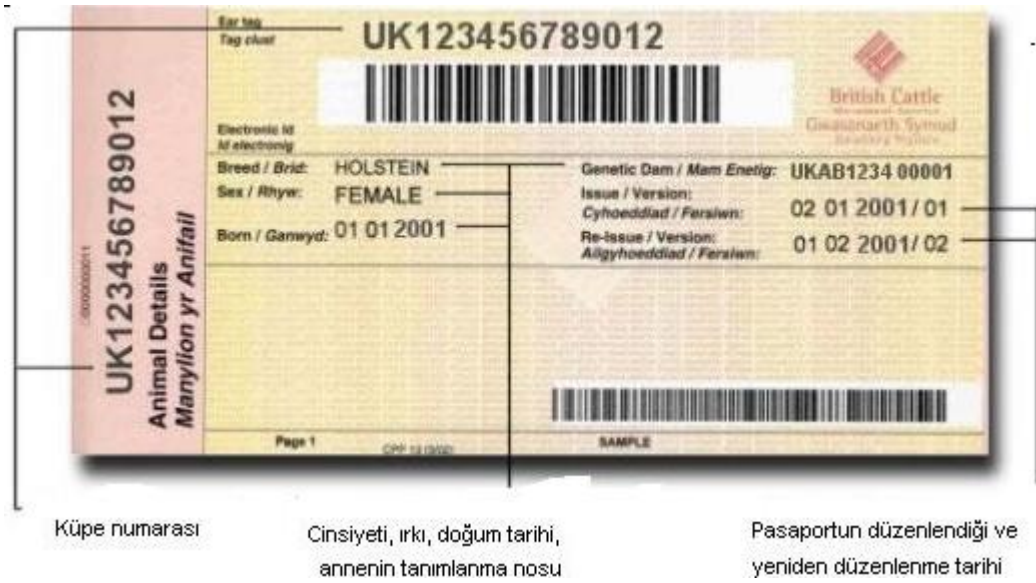 Ear tag
Tag clust
UK123456789012
British Cattle
Gwasanaeth Symud
Electronic Id
Id electronig
Breed / Brid: HOLSTEIN
Genetic Dam / Mam Enetig: UKAB1234 00001
Sex / Rhyw: FEMALE
Issue / Version:
Cyhoeddiad / Fersiwn: 02 01 2001/ 01
Born / Ganwyd: 01 01 2001
Re-Issue / Version:
Ailgyhoeddiad / Fersiwn: 01 02 2001/ 02
UK123456789012
Animal Details
Manylion yr Anifail
Page 1
SAMPLE
Küpe numarası
Cinsiyeti, ırkı, doğum tarihi,
annenin tanımlanma nosu
Pasaportun düzenlendiği ve
yeniden düzenlenme tarihi